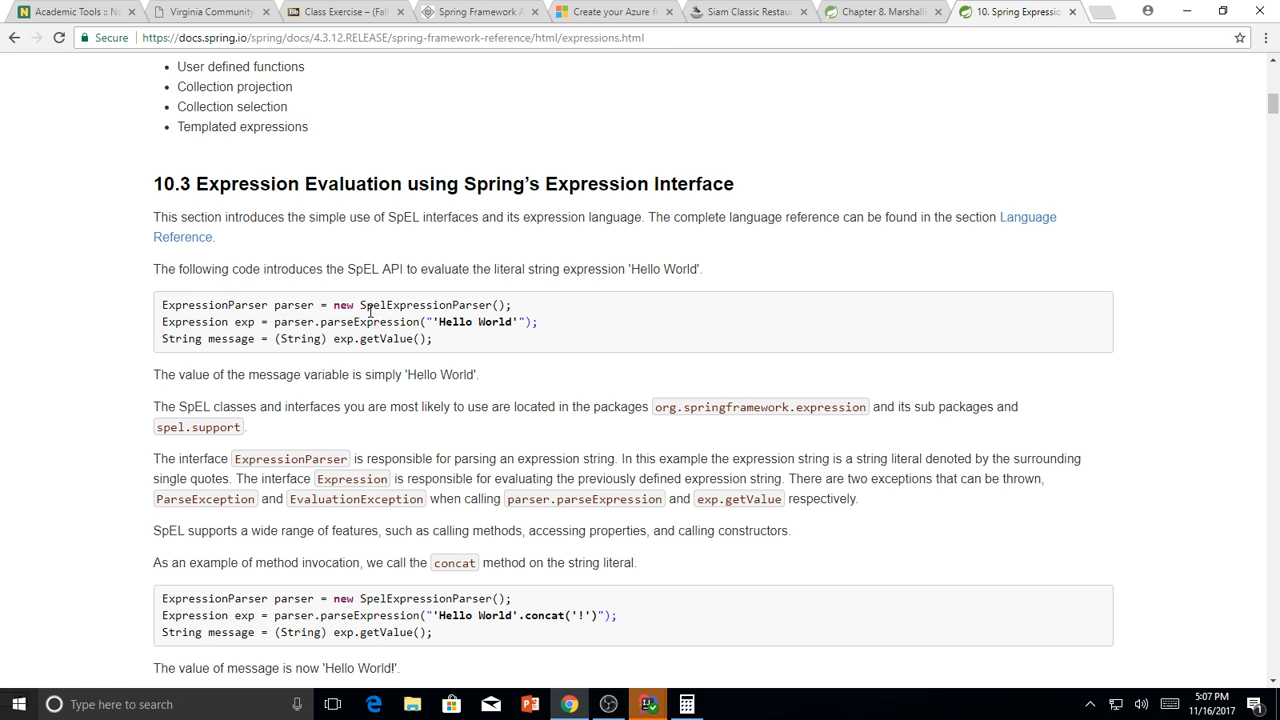 Academic Tools :: No
Virginia Community
Class Exercise – (Fal
Spring Framework A
Create your Azure f
Siam Classic Restau
Chapter 8. Marshalli
10. Spring Expressio
Secure
https://docs.spring.io/spring/docs/4.3.12.RELEASE/spring-framework-reference/html/expressions.html
• User defined functions
• Collection projection
• Collection selection
• Templated expressions
10.3 Expression Evaluation using Spring’s Expression Interface
This section introduces the simple use of SpEL interfaces and its expression language. The complete language reference can be found in the section Language
Reference.
The following code introduces the SpEL API to evaluate the literal string expression 'Hello World'.
ExpressionParser parser = new SpelExpressionParser();
Expression exp = parser.parseExpression("'Hello World'");
String message = (String) exp.getValue();
The value of the message variable is simply 'Hello World'.
The SpEL classes and interfaces you are most likely to use are located in the packages org.springframework.expression and its sub packages and
spel.support.
The interface ExpressionParser is responsible for parsing an expression string. In this example the expression string is a string literal denoted by the surrounding
single quotes. The interface Expression is responsible for evaluating the previously defined expression string. There are two exceptions that can be thrown,
ParseException and EvaluationException when calling parser.parseExpression and exp.getValue respectively.
SpEL supports a wide range of features, such as calling methods, accessing properties, and calling constructors.
As an example of method invocation, we call the concat method on the string literal.
ExpressionParser parser = new SpelExpressionParser();
Expression exp = parser.parseExpression("'Hello World'.concat('!')");
String message = (String) exp.getValue();
The value of message is now 'Hello World!'.
Type here to search
5:07 PM
11/16/2017